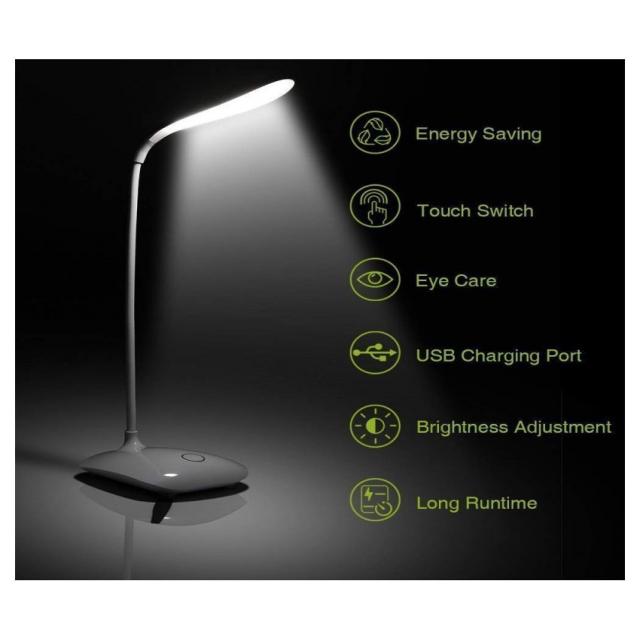 Energy Saving
Touch Switch
Eye Care
USB Charging Port
Brightness Adjustment
Long Runtime